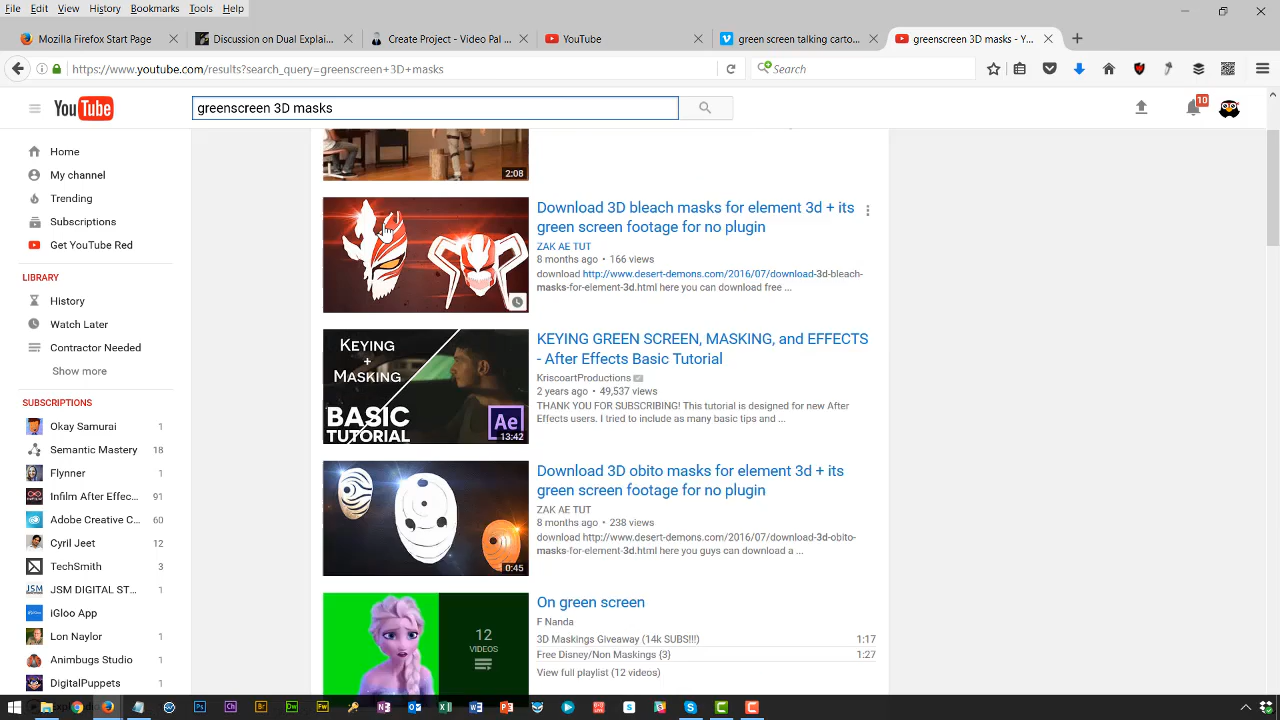 File Edit View History Bookmarks Tools Help
Mozilla Firefox Start Page
Discussion on Dual Explai...
Create Project - Video Pal ...
YouTube
green screen talking carto...
greenscreen 3D masks - Y...
https://www.youtube.com/results?search_query=greenscreen+3D+masks
Search
YouTube
greenscreen 3D masks
10
Home
My channel
Trending
Subscriptions
Get YouTube Red
LIBRARY
History
Watch Later
Contractor Needed
Show more
SUBSCRIPTIONS
Okay Samurai 1
Semantic Mastery 18
Flynner 1
Infilm After Effec... 91
Adobe Creative C... 60
Cyril Jeet 12
TechSmith 3
JSM DIGITAL ST... 1
iGloo App 1
Lon Naylor 1
Animbugs Studio 1
DigitalPuppets 1
2:08
Download 3D bleach masks for element 3d + its
green screen footage for no plugin
ZAK AE TUT
8 months ago • 166 views
download http://www.desert-demons.com/2016/07/download-3d-bleach-
masks-for-element-3d.html here you can download free ...
KEYING
+
MASKING
BASIC
TUTORIAL
Ae
13:42
KEYING GREEN SCREEN, MASKING, and EFFECTS
- After Effects Basic Tutorial
KriscoartProductions
2 years ago • 49,537 views
THANK YOU FOR SUBSCRIBING! This tutorial is designed for new After
Effects users. I tried to include as many basic tips and ...
0:45
Download 3D obito masks for element 3d + its
green screen footage for no plugin
ZAK AE TUT
8 months ago • 238 views
download http://www.desert-demons.com/2016/07/download-3d-obito-
masks-for-element-3d.html here you guys can download a ...
12
VIDEOS
On green screen
F Nanda
3D Maskings Giveaway (14k SUBS!!!) 1:17
Free Disney/Non Maskings {3} 1:27
View full playlist (12 videos)
Ps
Ch
Br
Dw
Fw